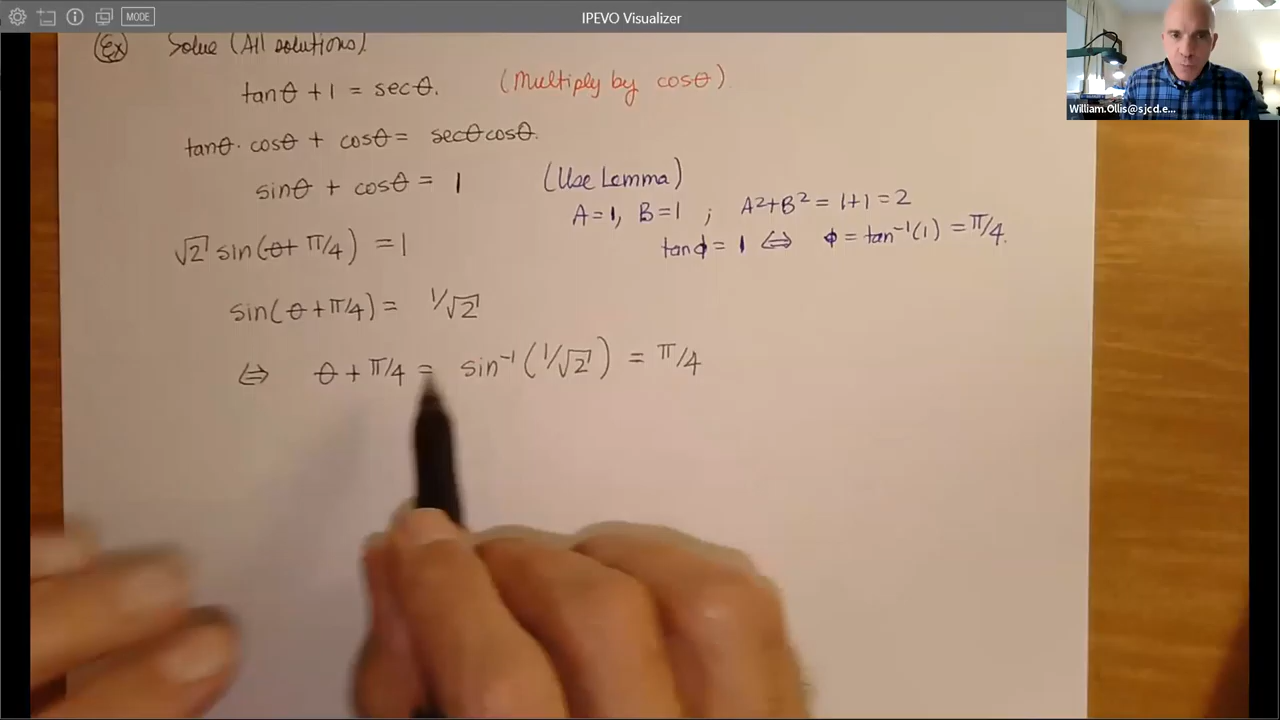 MODE
IPEVO Visualizer
William.Ollis@sjcd.e...
(Ex) Solve (All solutions).
tanθ + 1 = secθ. (Multiply by cosθ).
tanθ · cosθ + cosθ = secθ cosθ.
sinθ + cosθ = 1 (Use Lemma)
A=1, B=1 ; A²+B² = 1+1 = 2
tanϕ = 1 ⇔ ϕ = tan⁻¹(1) = π/4.
√2 sin(θ + π/4) = 1
sin(θ + π/4) = 1/√2
⇔ θ + π/4 = sin⁻¹(1/√2) = π/4